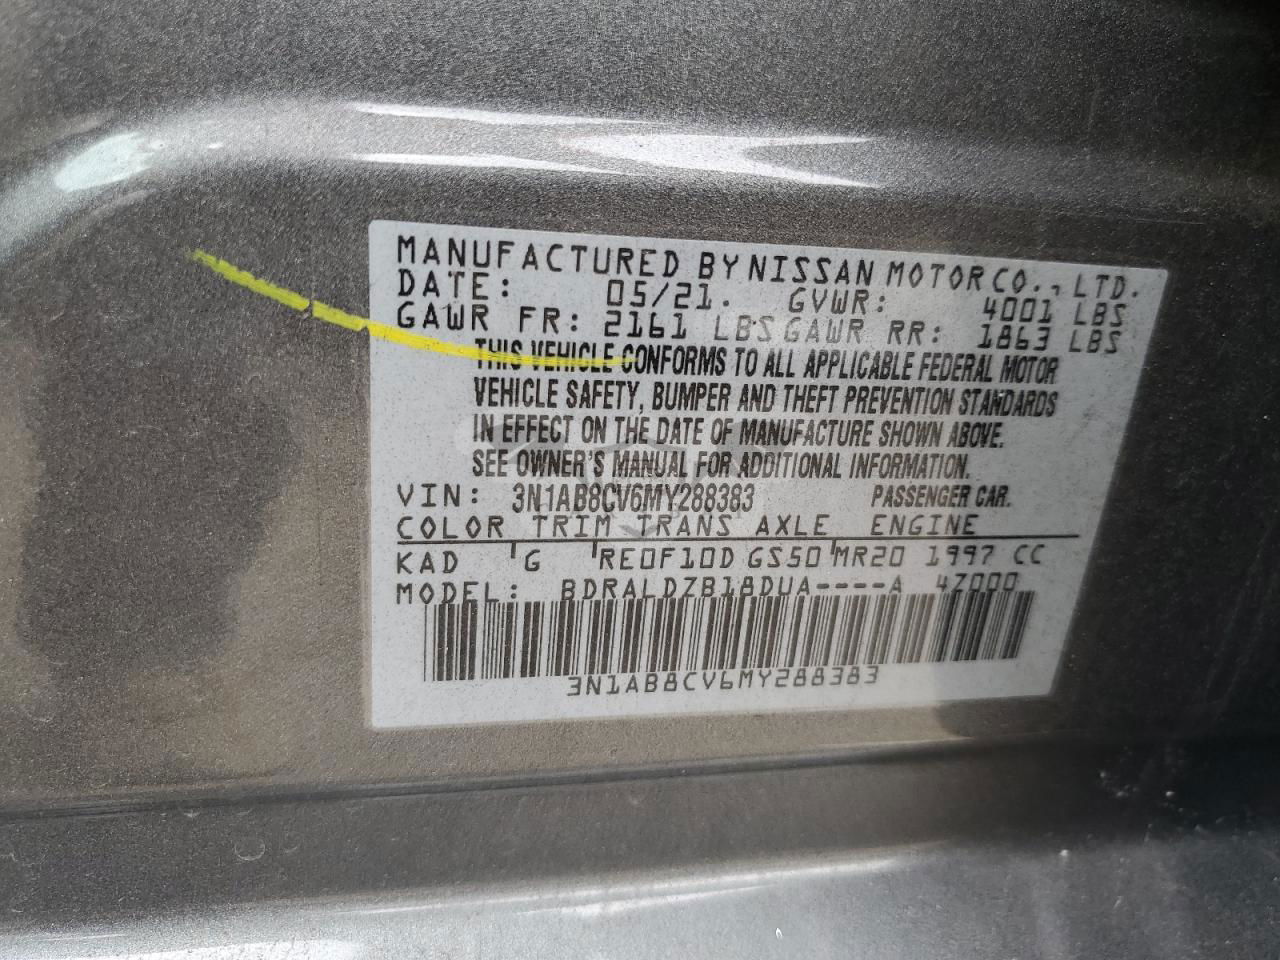 MANUFACTURED BY NISSAN MOTOR CO., LTD.
DATE: 05/21. GVWR: 4001 LBS
GAWR FR: 2161 LBS GAWR RR: 1863 LBS
THIS VEHICLE CONFORMS TO ALL APPLICABLE FEDERAL MOTOR
VEHICLE SAFETY, BUMPER AND THEFT PREVENTION STANDARDS
IN EFFECT ON THE DATE OF MANUFACTURE SHOWN ABOVE.
SEE OWNER'S MANUAL FOR ADDITIONAL INFORMATION.
VIN: 3N1AB8CV6MY288383 PASSENGER CAR.
COLOR TRIM TRANS AXLE ENGINE
KAD G RE0F10D GS50 MR20 1997 CC
MODEL: BDRALDZB18DUA----A 4Z000
3N1AB8CV6MY288383